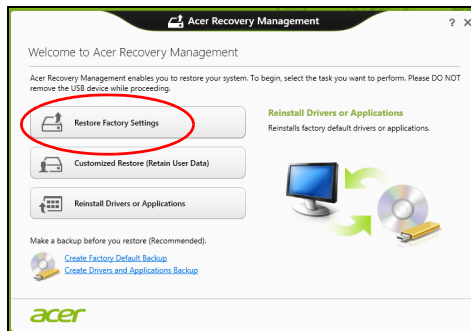 Acer Recovery Management
? X
Welcome to Acer Recovery Management
Acer Recovery Management enables you to restore your system. To begin, select the task you want to perform. Please DO NOT
remove the USB device while proceeding.
Restore Factory Settings
Customized Restore (Retain User Data)
Reinstall Drivers or Applications
Reinstall Drivers or Applications
Reinstalls factory default drivers or applications.
Make a backup before you restore (Recommended).
Create Factory Default Backup
Create Drivers and Applications Backup
acer